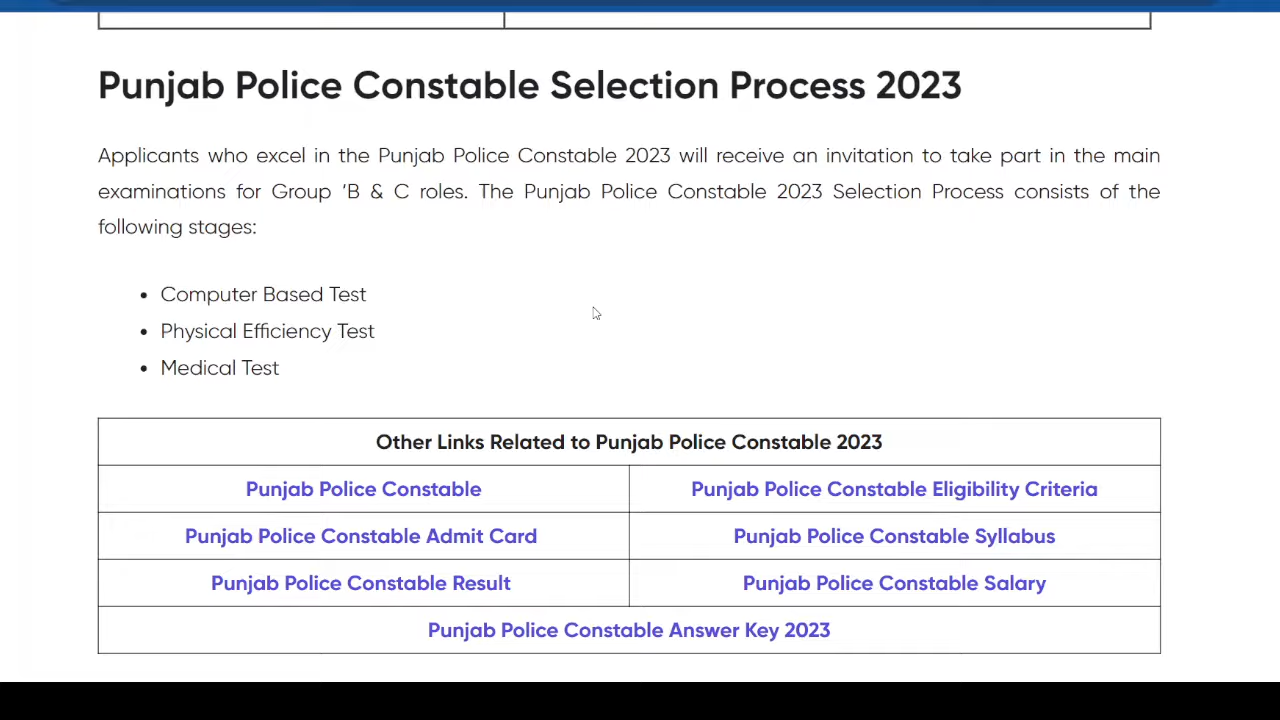 Punjab Police Constable Selection Process 2023
Applicants who excel in the Punjab Police Constable 2023 will receive an invitation to take part in the main
examinations for Group ‘B & C roles. The Punjab Police Constable 2023 Selection Process consists of the
following stages:
• Computer Based Test
• Physical Efficiency Test
• Medical Test
Other Links Related to Punjab Police Constable 2023
Punjab Police Constable Punjab Police Constable Eligibility Criteria
Punjab Police Constable Admit Card Punjab Police Constable Syllabus
Punjab Police Constable Result Punjab Police Constable Salary
Punjab Police Constable Answer Key 2023